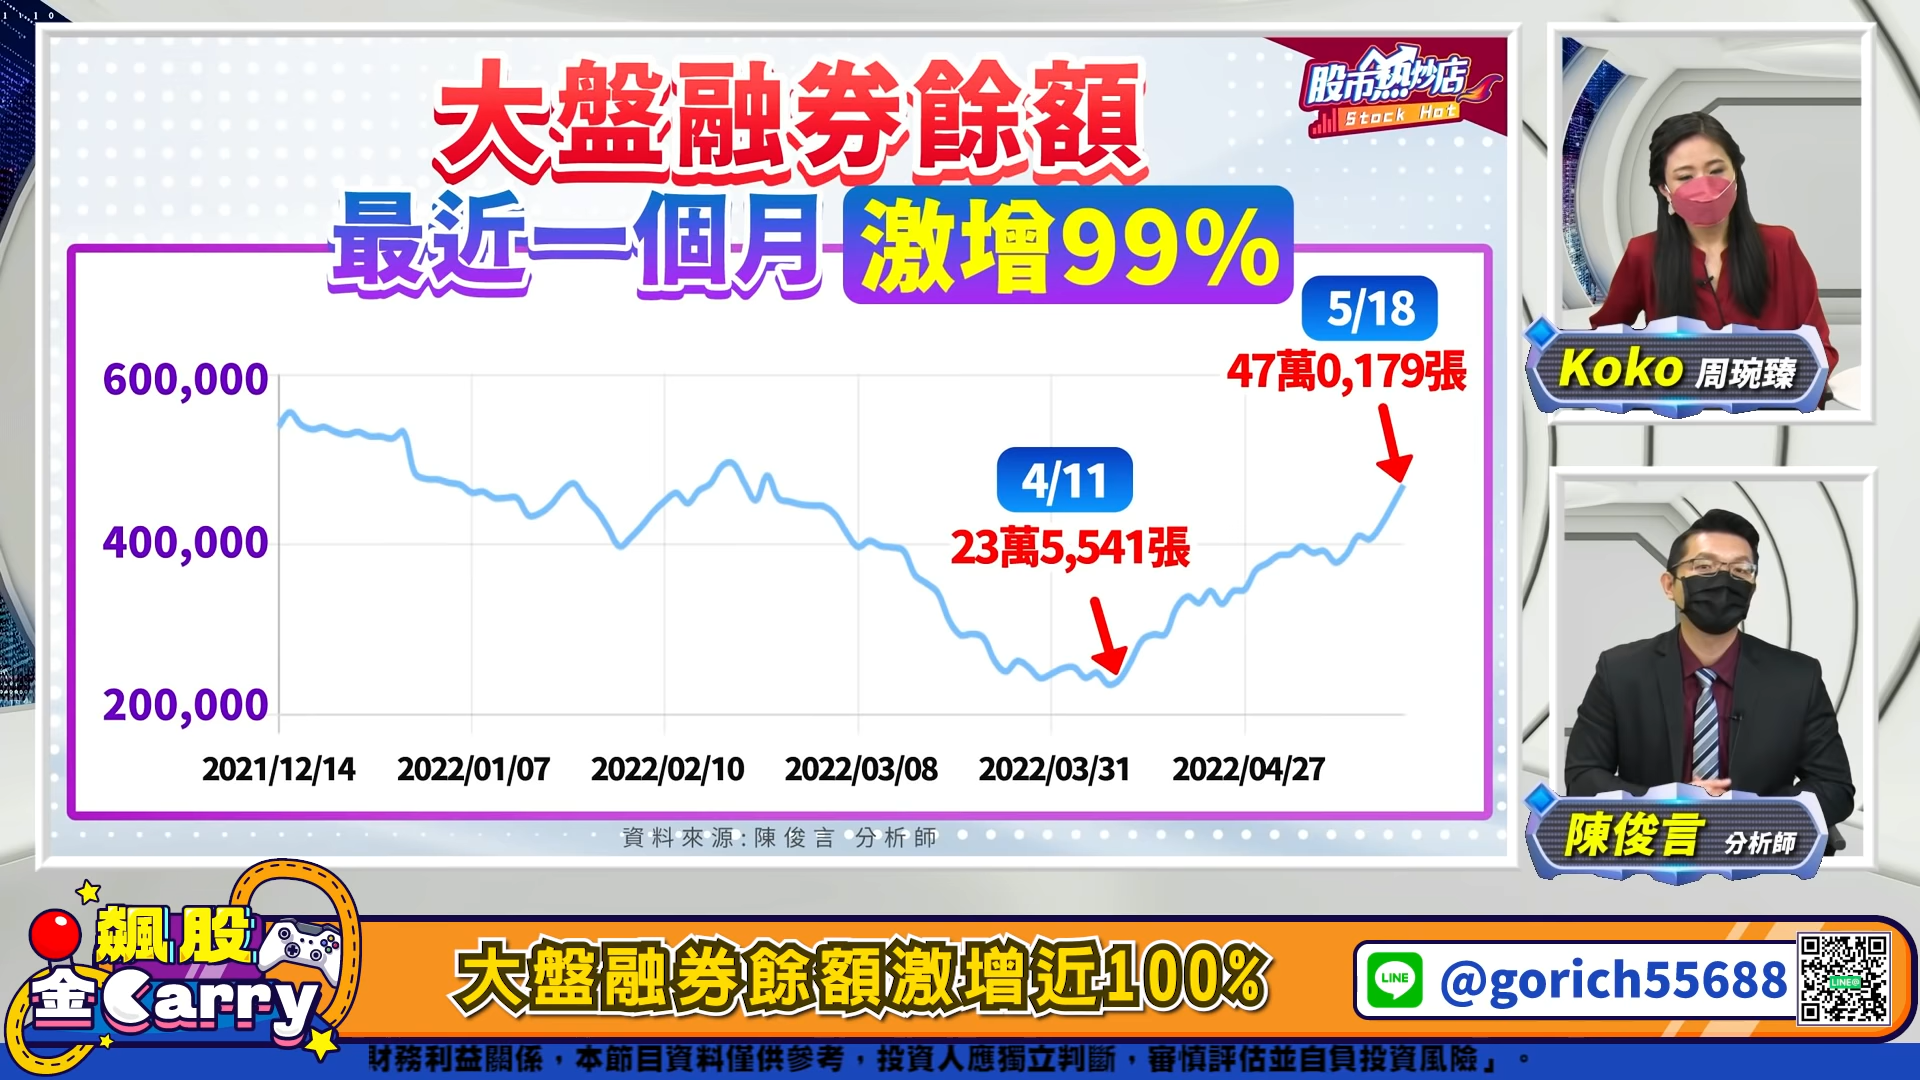 大盤融券餘額
最近一個月 激增99%
股市熱炒店
Stock Hot
5/18
47萬0,179張
4/11
23萬5,541張
600,000
400,000
200,000
2021/12/14 2022/01/07 2022/02/10 2022/03/08 2022/03/31 2022/04/27
資料來源:陳俊言 分析師
Koko 周琬臻
陳俊言 分析師
飆股
金Carry
大盤融券餘額激增近100%
LINE @gorich55688
LINE@
財務利益關係，本節目資料僅供參考，投資人應獨立判斷，審慎評估並自負投資風險」。